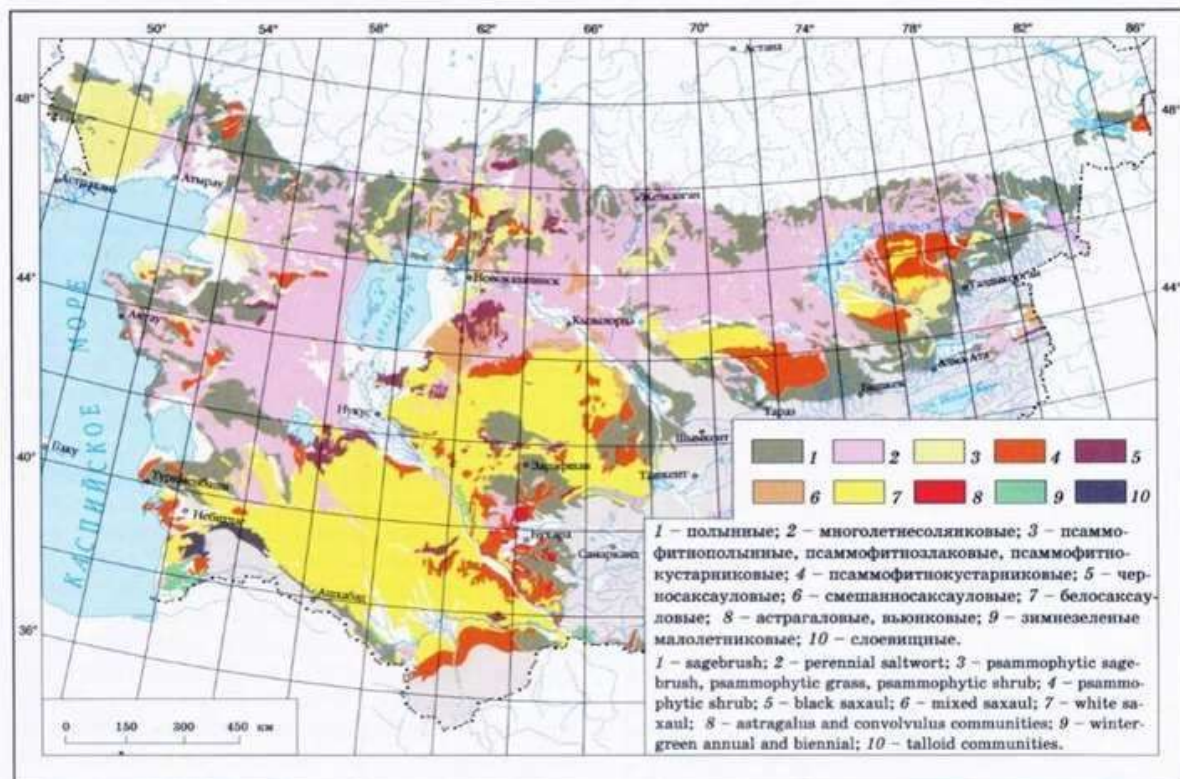 50° 54° 58° 62° 66° 70° 74° 78° 82° 86°
Астана
48°
48°
Астрахань
Атырау
Жезказган
Новоказалинск
44°
44°
Талдыкорган
Актау
Кызылорда
Алма-Ата
Бишкек
Тараз
Нукус
Шымкент
КАСПИЙСКОЕ МОРЕ
Баку
40°
Зарафшан
Ташкент
Туркменбаши
Небитдаг
Бухара
Самарканд
Ашхабад
36°
1 2 3 4 5
6 7 8 9 10
1 – полынные; 2 – многолетнесолянковые; 3 – псаммо-
фитнополынные, псаммофитнозлаковые, псаммофитно-
кустарниковые; 4 – псаммофитнокустарниковые; 5 – чер-
носаксауловые; 6 – смешанносаксауловые; 7 – белосаксау-
ловые; 8 – астрагаловые, вьюнковые; 9 – зимнезеленые
малолетниковые; 10 – слоевищные.
1 – sagebrush; 2 – perennial saltwort; 3 – psammophytic sage-
brush, psammophytic grass, psammophytic shrub; 4 – psammo-
phytic shrub; 5 – black saxaul; 6 – mixed saxaul; 7 – white sa-
xaul; 8 – astragalus and convolvulus communities; 9 – winter-
green annual and biennial; 10 – talloid communities.
0 150 300 450 км